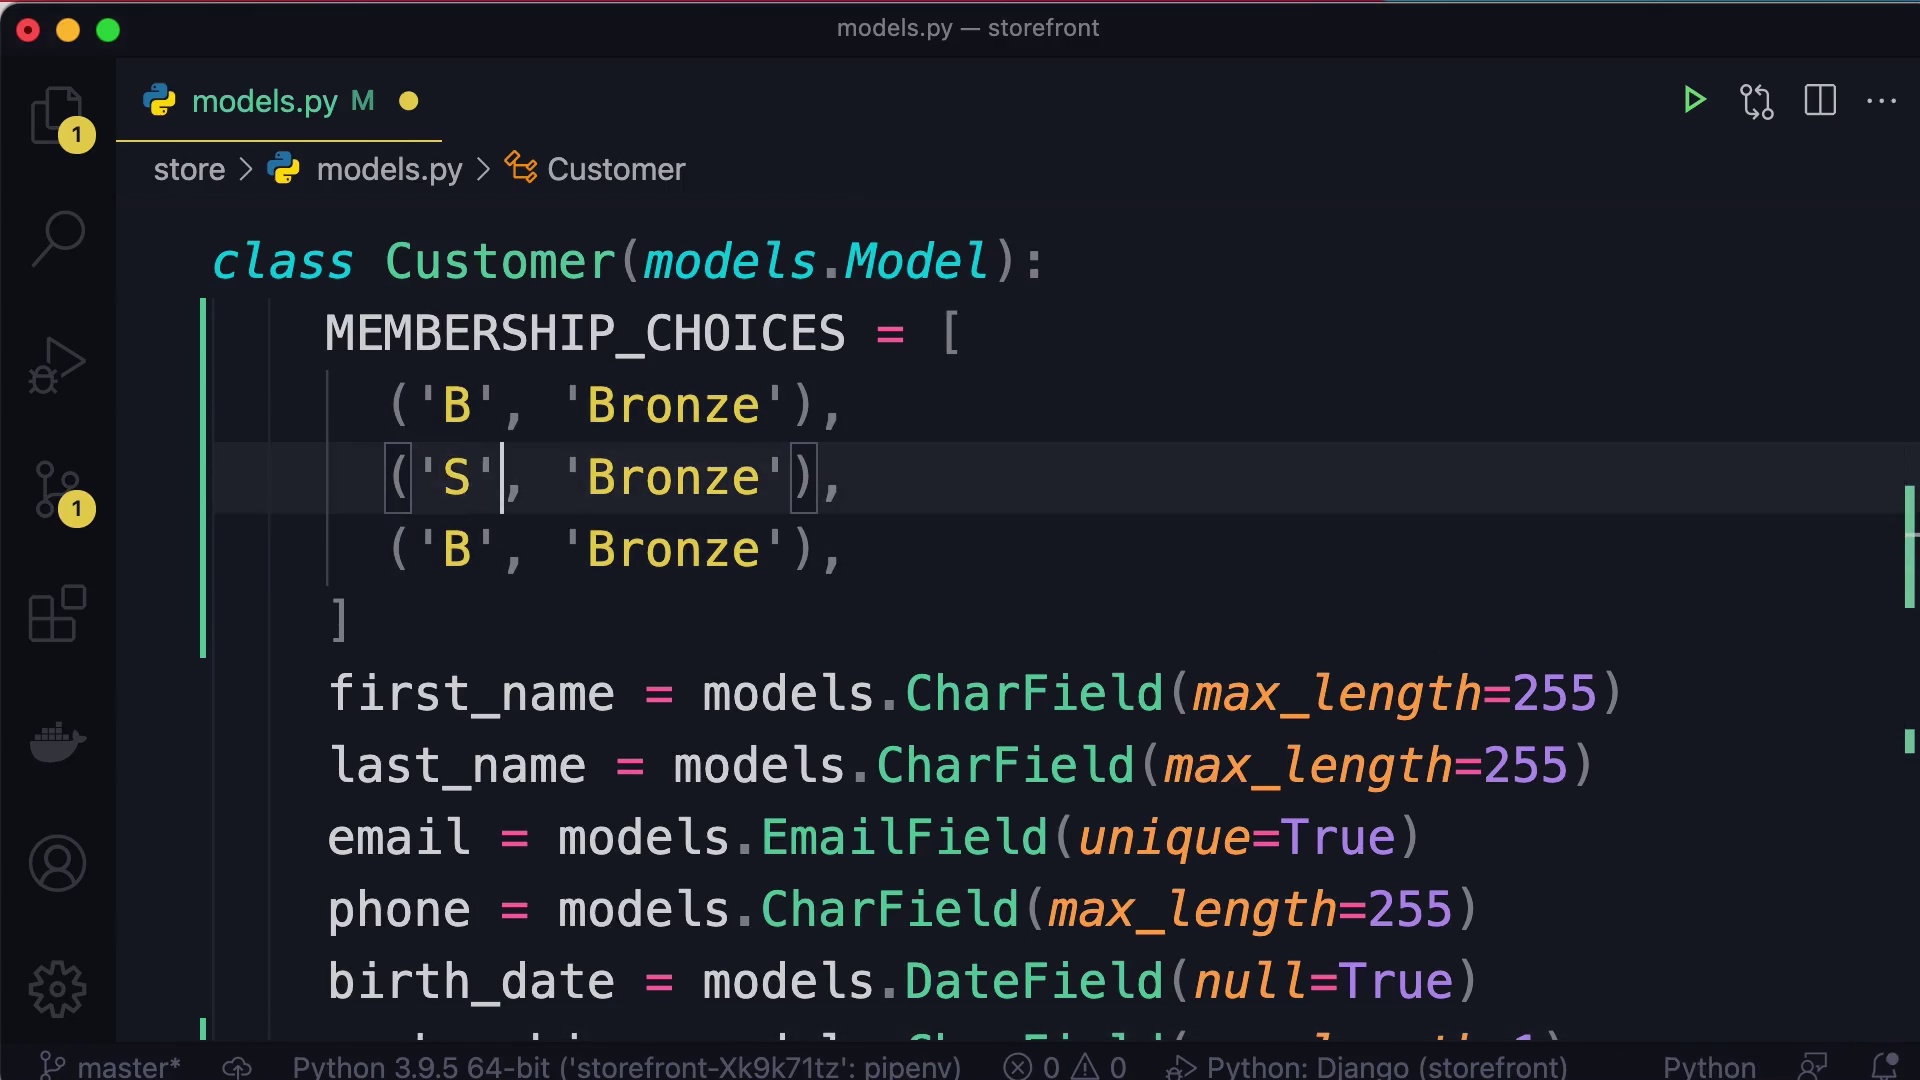 models.py — storefront
models.py M
1
store > models.py > Customer
class Customer(models.Model):
MEMBERSHIP_CHOICES = [
('B', 'Bronze'),
('S', 'Bronze'),
('B', 'Bronze'),
]
1
first_name = models.CharField(max_length=255)
last_name = models.CharField(max_length=255)
email = models.EmailField(unique=True)
phone = models.CharField(max_length=255)
birth_date = models.DateField(null=True)
master* Python 3.9.5 64-bit ('storefront-Xk9k71tz': pipenv) 0 0 Python: Django (storefront) Python